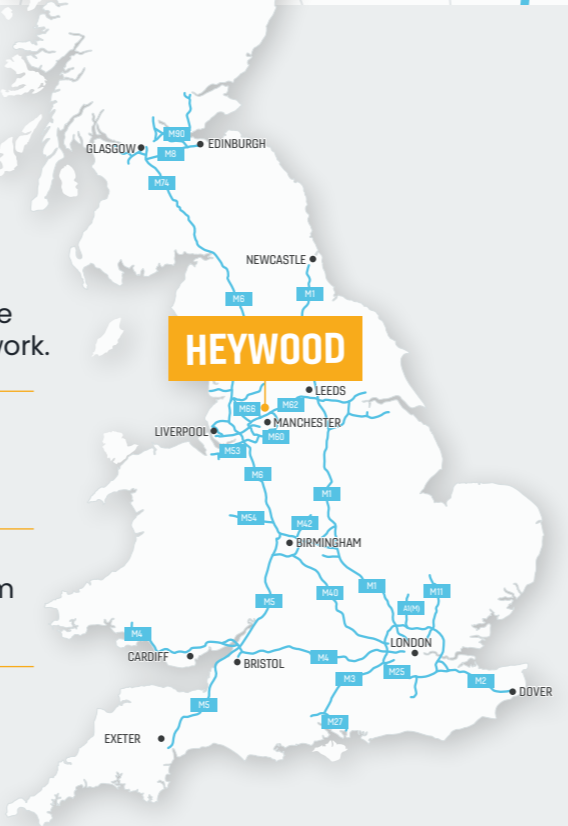 M90
GLASGOW
EDINBURGH
M8
M74
NEWCASTLE
M6
M1
e
work.
HEYWOOD
LEEDS
M66
M62
MANCHESTER
LIVERPOOL
M60
M53
M6
M1
M54
M42
BIRMINGHAM
m
M5
M40
M1
M11
A1(M)
M4
LONDON
CARDIFF
BRISTOL
M4
M25
M3
M2
DOVER
M5
M27
EXETER